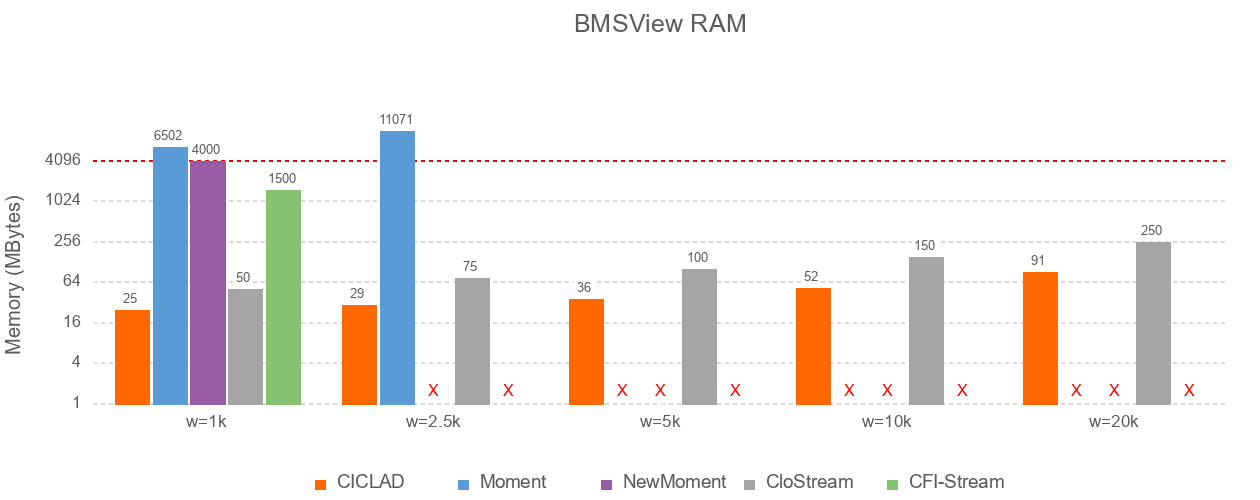 BMSView RAM
Memory (MBytes)
4096
1024
256
64
16
4
1
25
6502
4000
50
1500
29
11071
X
75
X
36
X
X
100
X
52
X
X
150
X
91
X
X
250
X
w=1k
w=2.5k
w=5k
w=10k
w=20k
CICLAD
Moment
NewMoment
CloStream
CFI-Stream